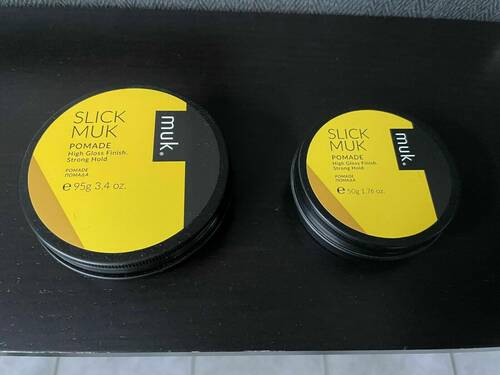 SLICK
MUK
POMADE
High Gloss Finish.
Strong Hold
POMADE
ПОМАДА
℮ 95g 3.4 oz.
muk.
SLICK
MUK
POMADE
High Gloss Finish.
Strong Hold
POMADE
ПОМАДА
℮ 50g 1.76 oz.
muk.